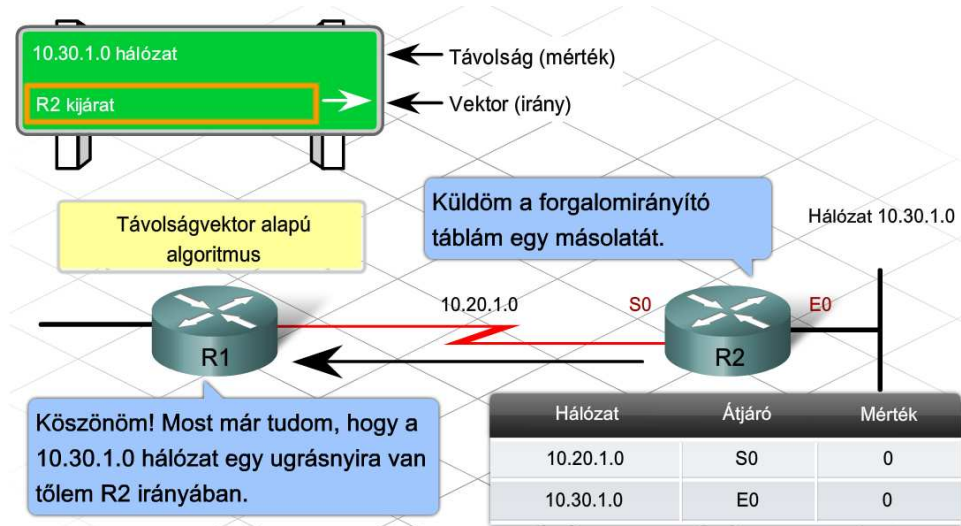 10.30.1.0 hálózat
Távolság (mérték)
R2 kijárat
Vektor (irány)
Távolságvektor alapú
algoritmus
Küldöm a forgalomirányító
táblám egy másolatát.
Hálózat 10.30.1.0
10.20.1.0
S0
E0
R1
R2
Köszönöm! Most már tudom, hogy a
10.30.1.0 hálózat egy ugrásnyira van
tőlem R2 irányában.
Hálózat Átjáró Mérték
10.20.1.0 S0 0
10.30.1.0 E0 0